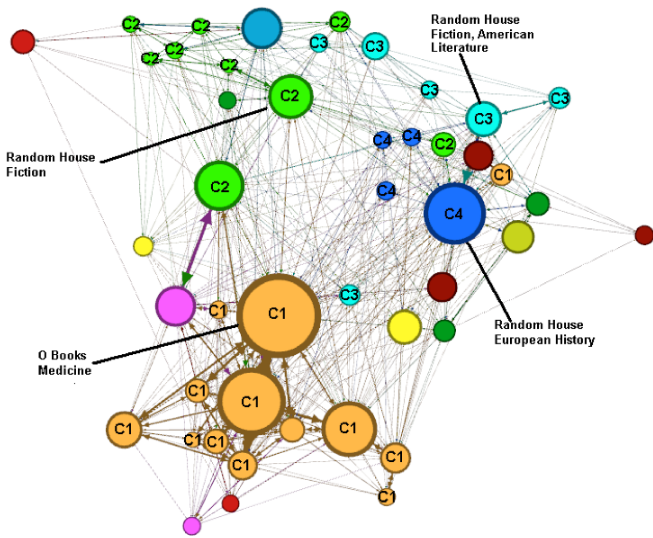 Random House
Fiction, American
Literature
C2
C2
C2
C3
C3
C2
C2
C2
C3
C3
C2
C3
C4
C4
C2
Random House
Fiction
C1
C2
C4
C4
C3
C1
C1
O Books
Medicine
Random House
European History
C1
C1
C1
C1
C1
C1
C1
C1
C1